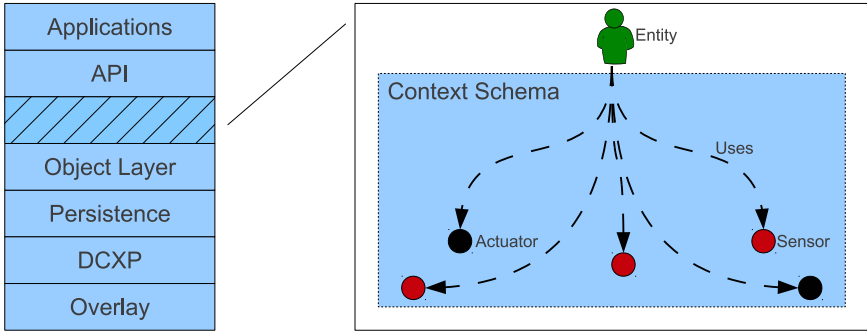 Applications
API
Object Layer
Persistence
DCXP
Overlay
Entity
Context Schema
Uses
Actuator
Sensor